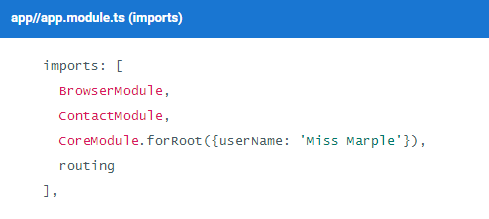 app//app.module.ts (imports)
imports: [
BrowserModule,
ContactModule,
CoreModule.forRoot({userName: 'Miss Marple'}),
routing
],